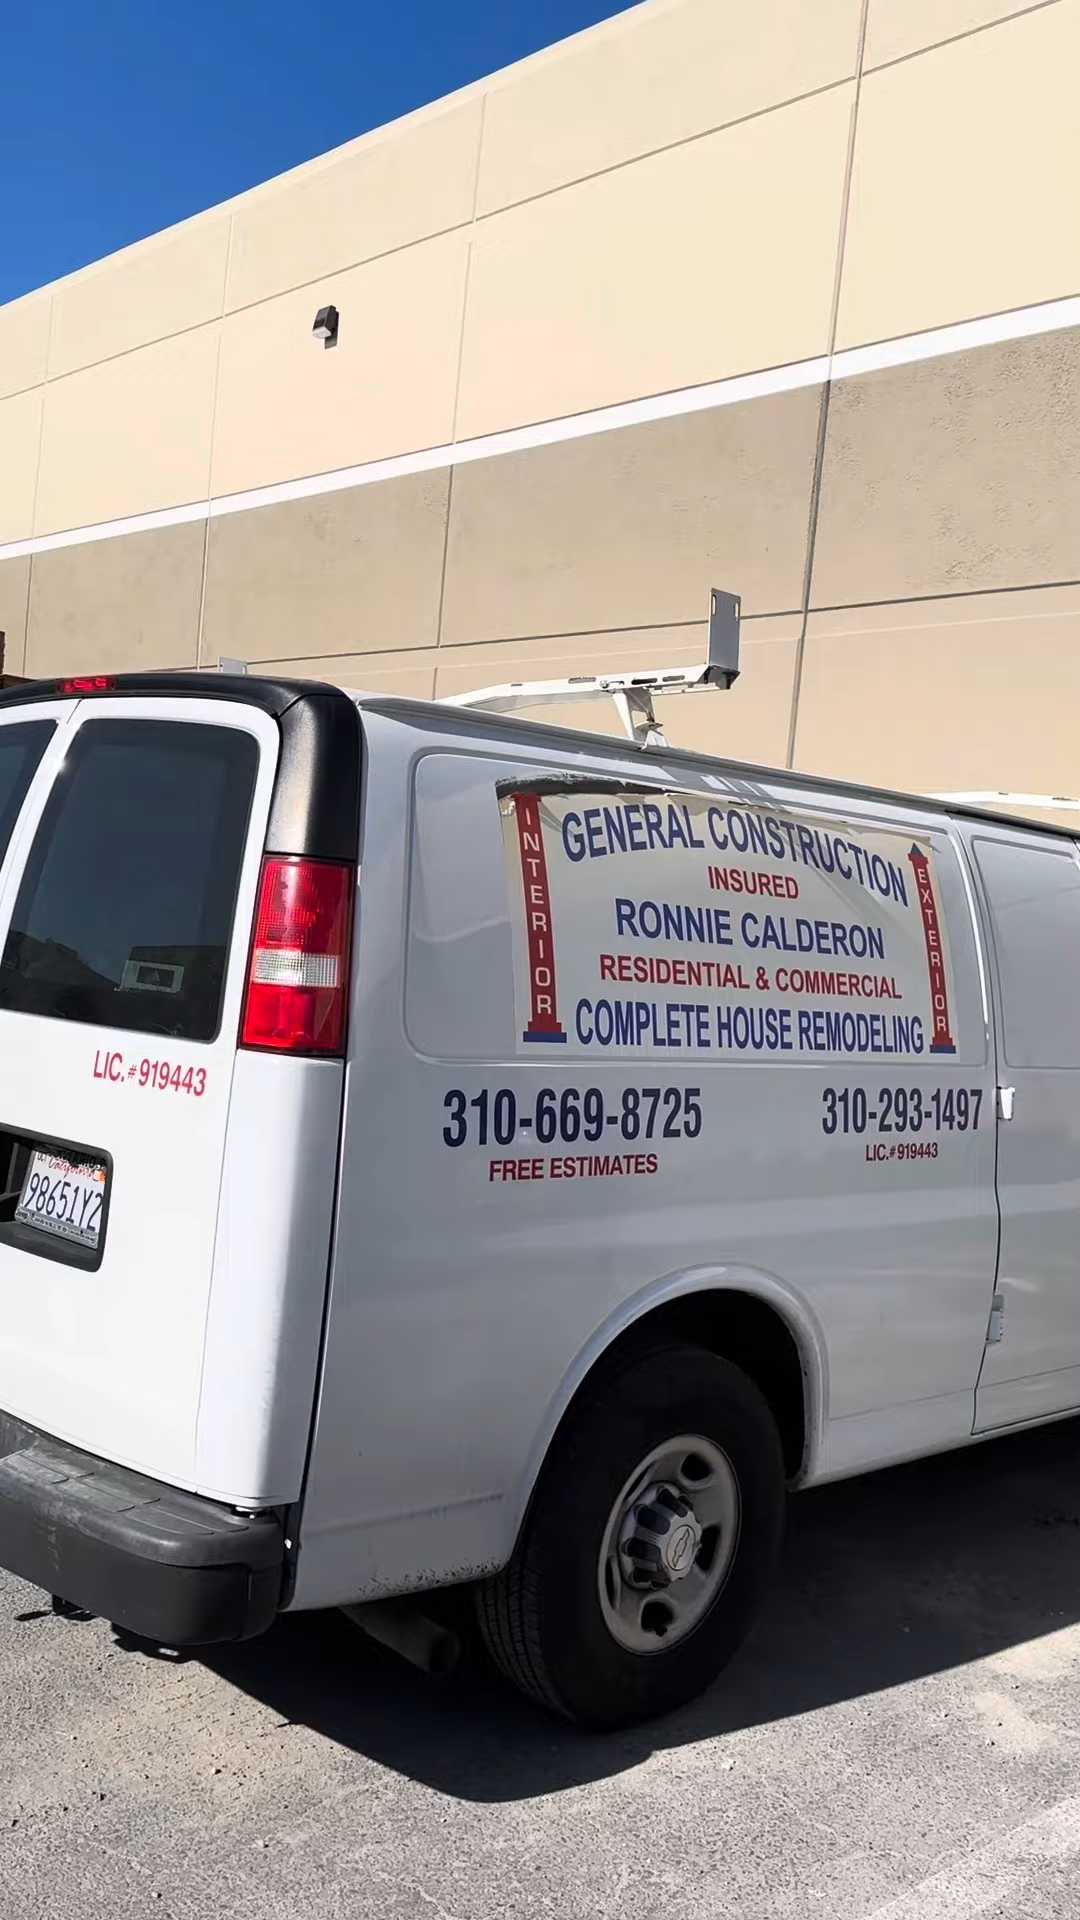 GENERAL CONSTRUCTION
INSURED
RONNIE CALDERON
RESIDENTIAL & COMMERCIAL
COMPLETE HOUSE REMODELING
INTERIOR
EXTERIOR
310-669-8725
FREE ESTIMATES
310-293-1497
LIC.#919443
LIC.#919443
California
98651Y2